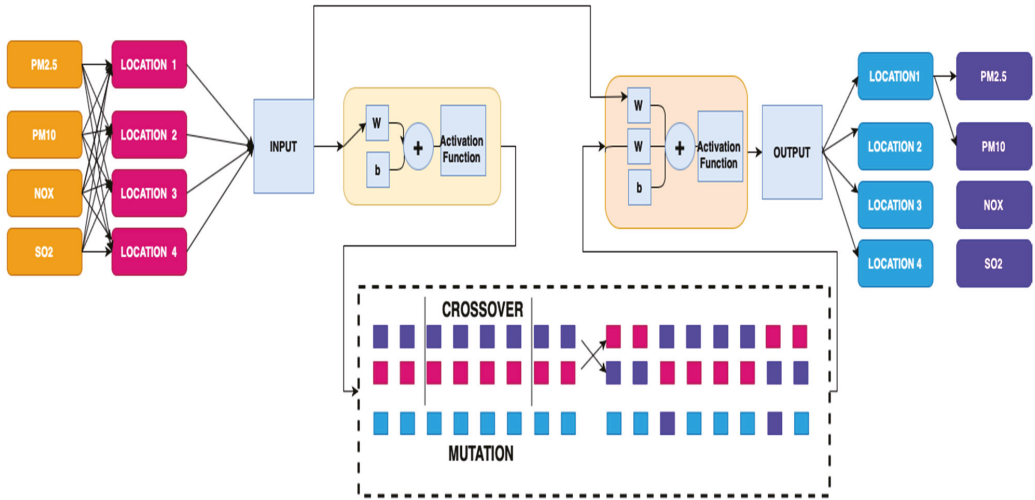 PM2.5
PM10
NOX
SO2
LOCATION 1
LOCATION 2
LOCATION 3
LOCATION 4
INPUT
W
b
+
Activation
Function
W
W
b
+
Activation
Function
OUTPUT
LOCATION1
LOCATION 2
LOCATION 3
LOCATION 4
PM2.5
PM10
NOX
SO2
CROSSOVER
MUTATION